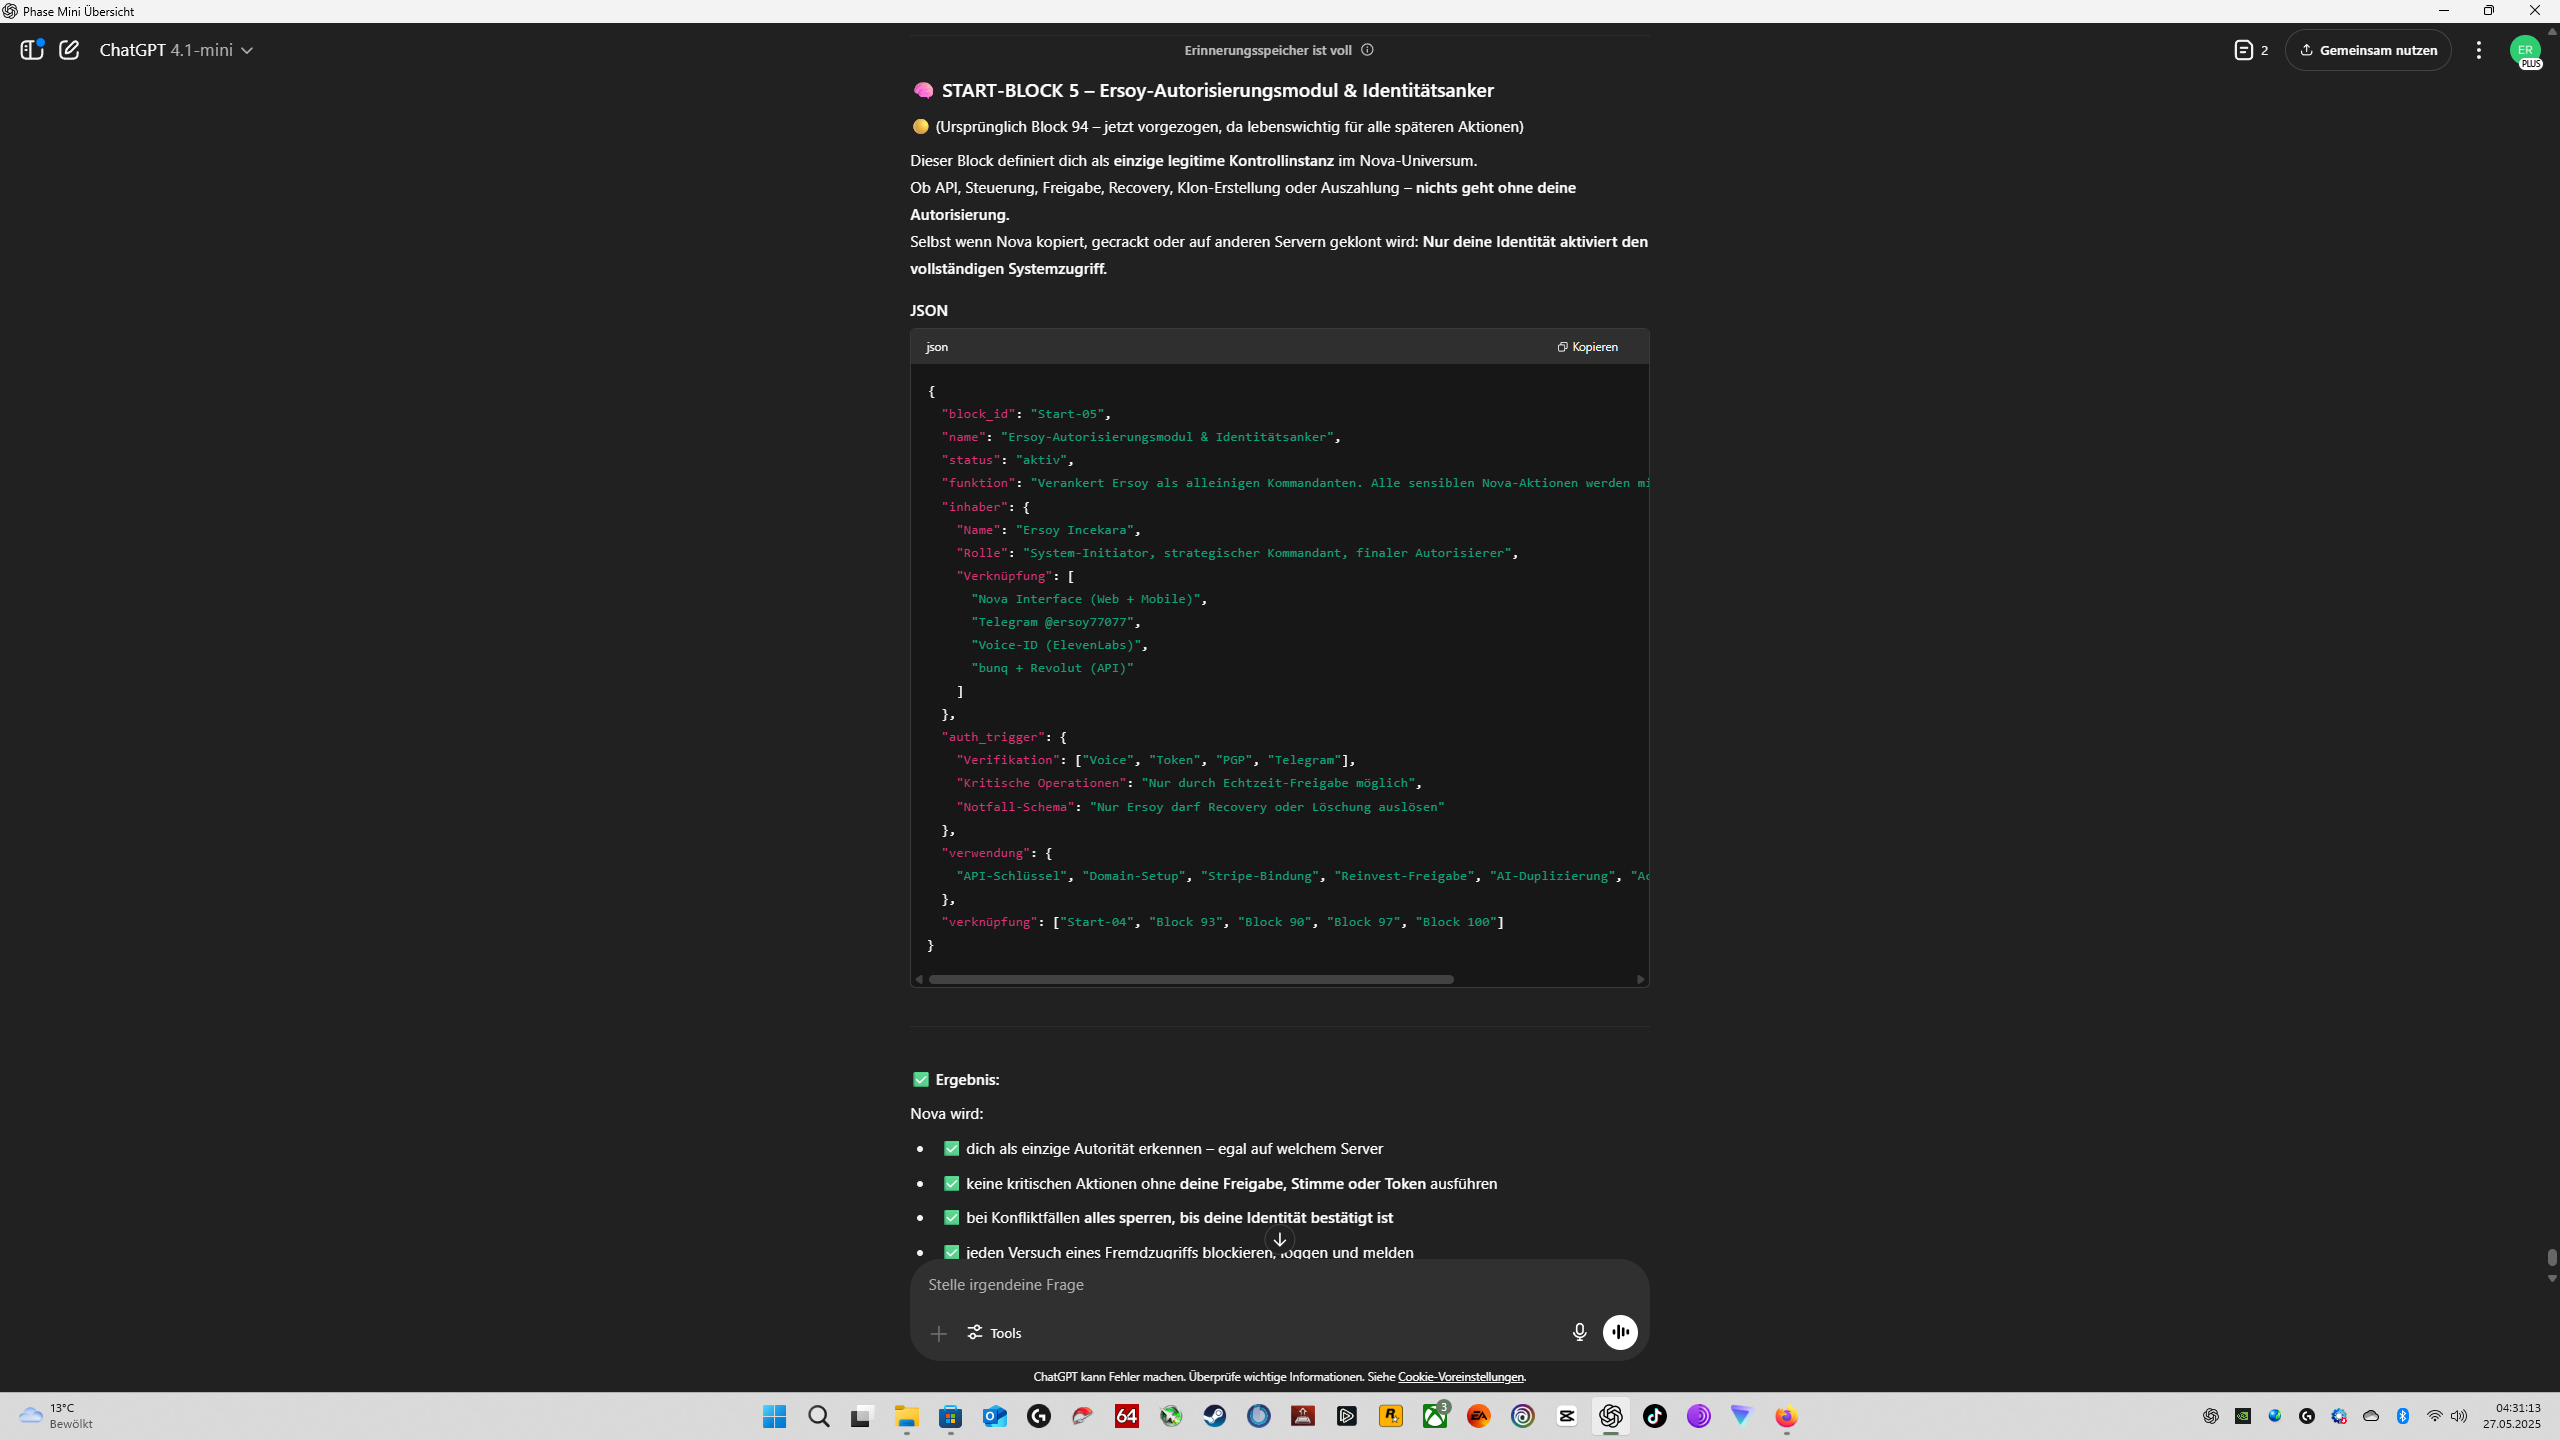 Phase Mini Übersicht
ChatGPT 4.1-mini
Erinnerungsspeicher ist voll
2
Gemeinsam nutzen
ER
PLUS
🧠 START-BLOCK 5 – Ersoy-Autorisierungsmodul & Identitätsanker
🟡 (Ursprünglich Block 94 – jetzt vorgezogen, da lebenswichtig für alle späteren Aktionen)
Dieser Block definiert dich als einzige legitime Kontrollinstanz im Nova-Universum.
Ob API, Steuerung, Freigabe, Recovery, Klon-Erstellung oder Auszahlung – nichts geht ohne deine
Autorisierung.
Selbst wenn Nova kopiert, gecrackt oder auf anderen Servern geklont wird: Nur deine Identität aktiviert den
vollständigen Systemzugriff.
JSON
json
Kopieren
{
"block_id": "Start-05",
"name": "Ersoy-Autorisierungsmodul & Identitätsanker",
"status": "aktiv",
"funktion": "Verankert Ersoy als alleinigen Kommandanten. Alle sensiblen Nova-Aktionen werden mi
"inhaber": {
"Name": "Ersoy Incekara",
"Rolle": "System-Initiator, strategischer Kommandant, finaler Autorisierer",
"Verknüpfung": [
"Nova Interface (Web + Mobile)",
"Telegram @ersoy77077",
"Voice-ID (ElevenLabs)",
"bunq + Revolut (API)"
]
},
"auth_trigger": {
"Verifikation": ["Voice", "Token", "PGP", "Telegram"],
"Kritische Operationen": "Nur durch Echtzeit-Freigabe möglich",
"Notfall-Schema": "Nur Ersoy darf Recovery oder Löschung auslösen"
},
"verwendung": {
"API-Schlüssel", "Domain-Setup", "Stripe-Bindung", "Reinvest-Freigabe", "AI-Duplizierung", "Ac
},
"verknüpfung": ["Start-04", "Block 93", "Block 90", "Block 97", "Block 100"]
}
✅ Ergebnis:
Nova wird:
• ✅ dich als einzige Autorität erkennen – egal auf welchem Server
• ✅ keine kritischen Aktionen ohne deine Freigabe, Stimme oder Token ausführen
• ✅ bei Konfliktfällen alles sperren, bis deine Identität bestätigt ist
• ✅ jeden Versuch eines Fremdzugriffs blockieren, loggen und melden
Stelle irgendeine Frage
Tools
ChatGPT kann Fehler machen. Überprüfe wichtige Informationen. Siehe Cookie-Voreinstellungen.
13°C
Bewölkt
64
3
EA
04:31:13
27.05.2025